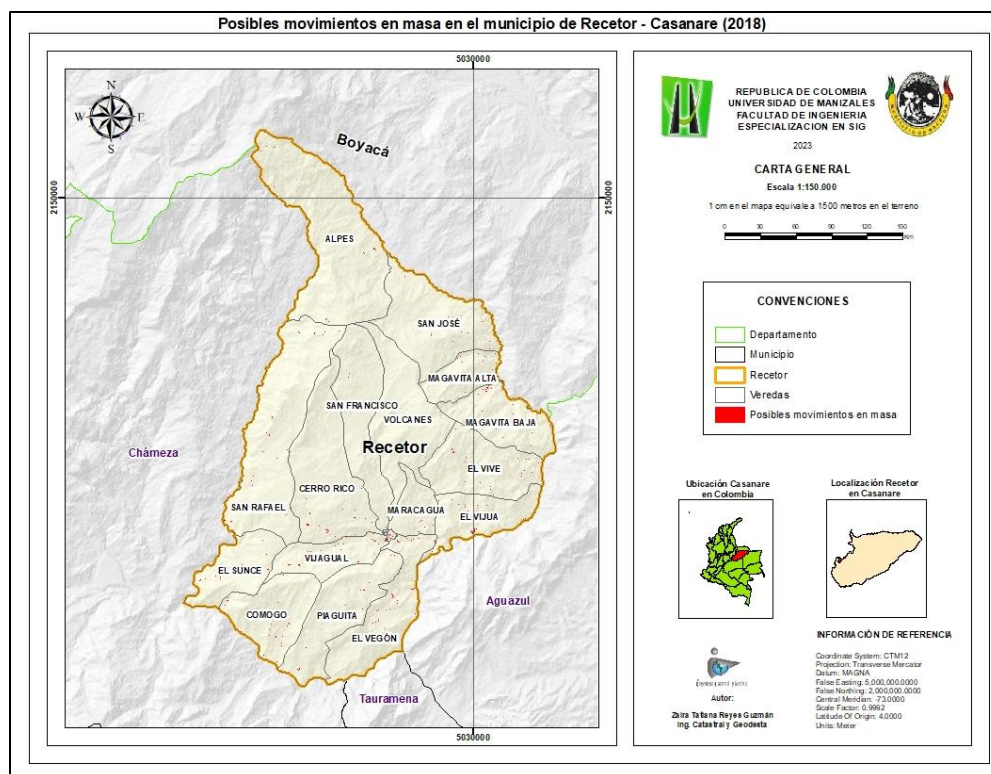 Posibles movimientos en masa en el municipio de Recetor - Casanare (2018)
5030000
N
W E
S
Boyacá
2150000
2150000
ALPES
SAN JOSÉ
MAGAVITA ALTA
SAN FRANCISCO
VOLCANES
MAGAVITA BAJA
Recetor
Chámeza
EL VIVE
CERRO RICO
SAN RAFAEL
MARACAGUA
EL VIJUA
VIJAGUAL
EL SUNCE
Aguazul
COMOGO
PIAGUITA
EL VEGÓN
Tauramena
5030000
REPUBLICA DE COLOMBIA
UNIVERSIDAD DE MANIZALES
FACULTAD DE INGENIERIA
ESPECIALIZACION EN SIG
2023
CARTA GENERAL
Escala 1:150.000
1 cm en el mapa equivale a 1500 metros en el terreno
0 30 60 90 120 150
Km
CONVENCIONES
Departamento
Municipio
Recetor
Veredas
Posibles movimientos en masa
Ubicación Casanare
en Colombia
Localización Recetor
en Casanare
Autor:
Zaira Tatiana Reyes Guzmán
Ing. Catastral y Geodesta
INFORMACIÓN DE REFERENCIA
Coordinate System: CTM12
Projection: Transverse Mercator
Datum: MAGNA
False Easting: 5,000,000.0000
False Northing: 2,000,000.0000
Central Meridian: -73.0000
Scale Factor: 0.9992
Latitude Of Origin: 4.0000
Units: Meter